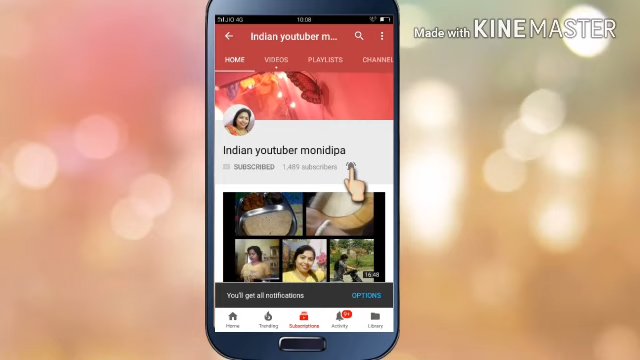 JIO 4G 10:08
Made with KINEMASTER
Indian youtuber m...
HOME VIDEOS PLAYLISTS CHANNEL
Indian youtuber monidipa
SUBSCRIBED 1,489 subscribers
16:48
You'll get all notifications OPTIONS
9+
Home Trending Subscriptions Activity Library